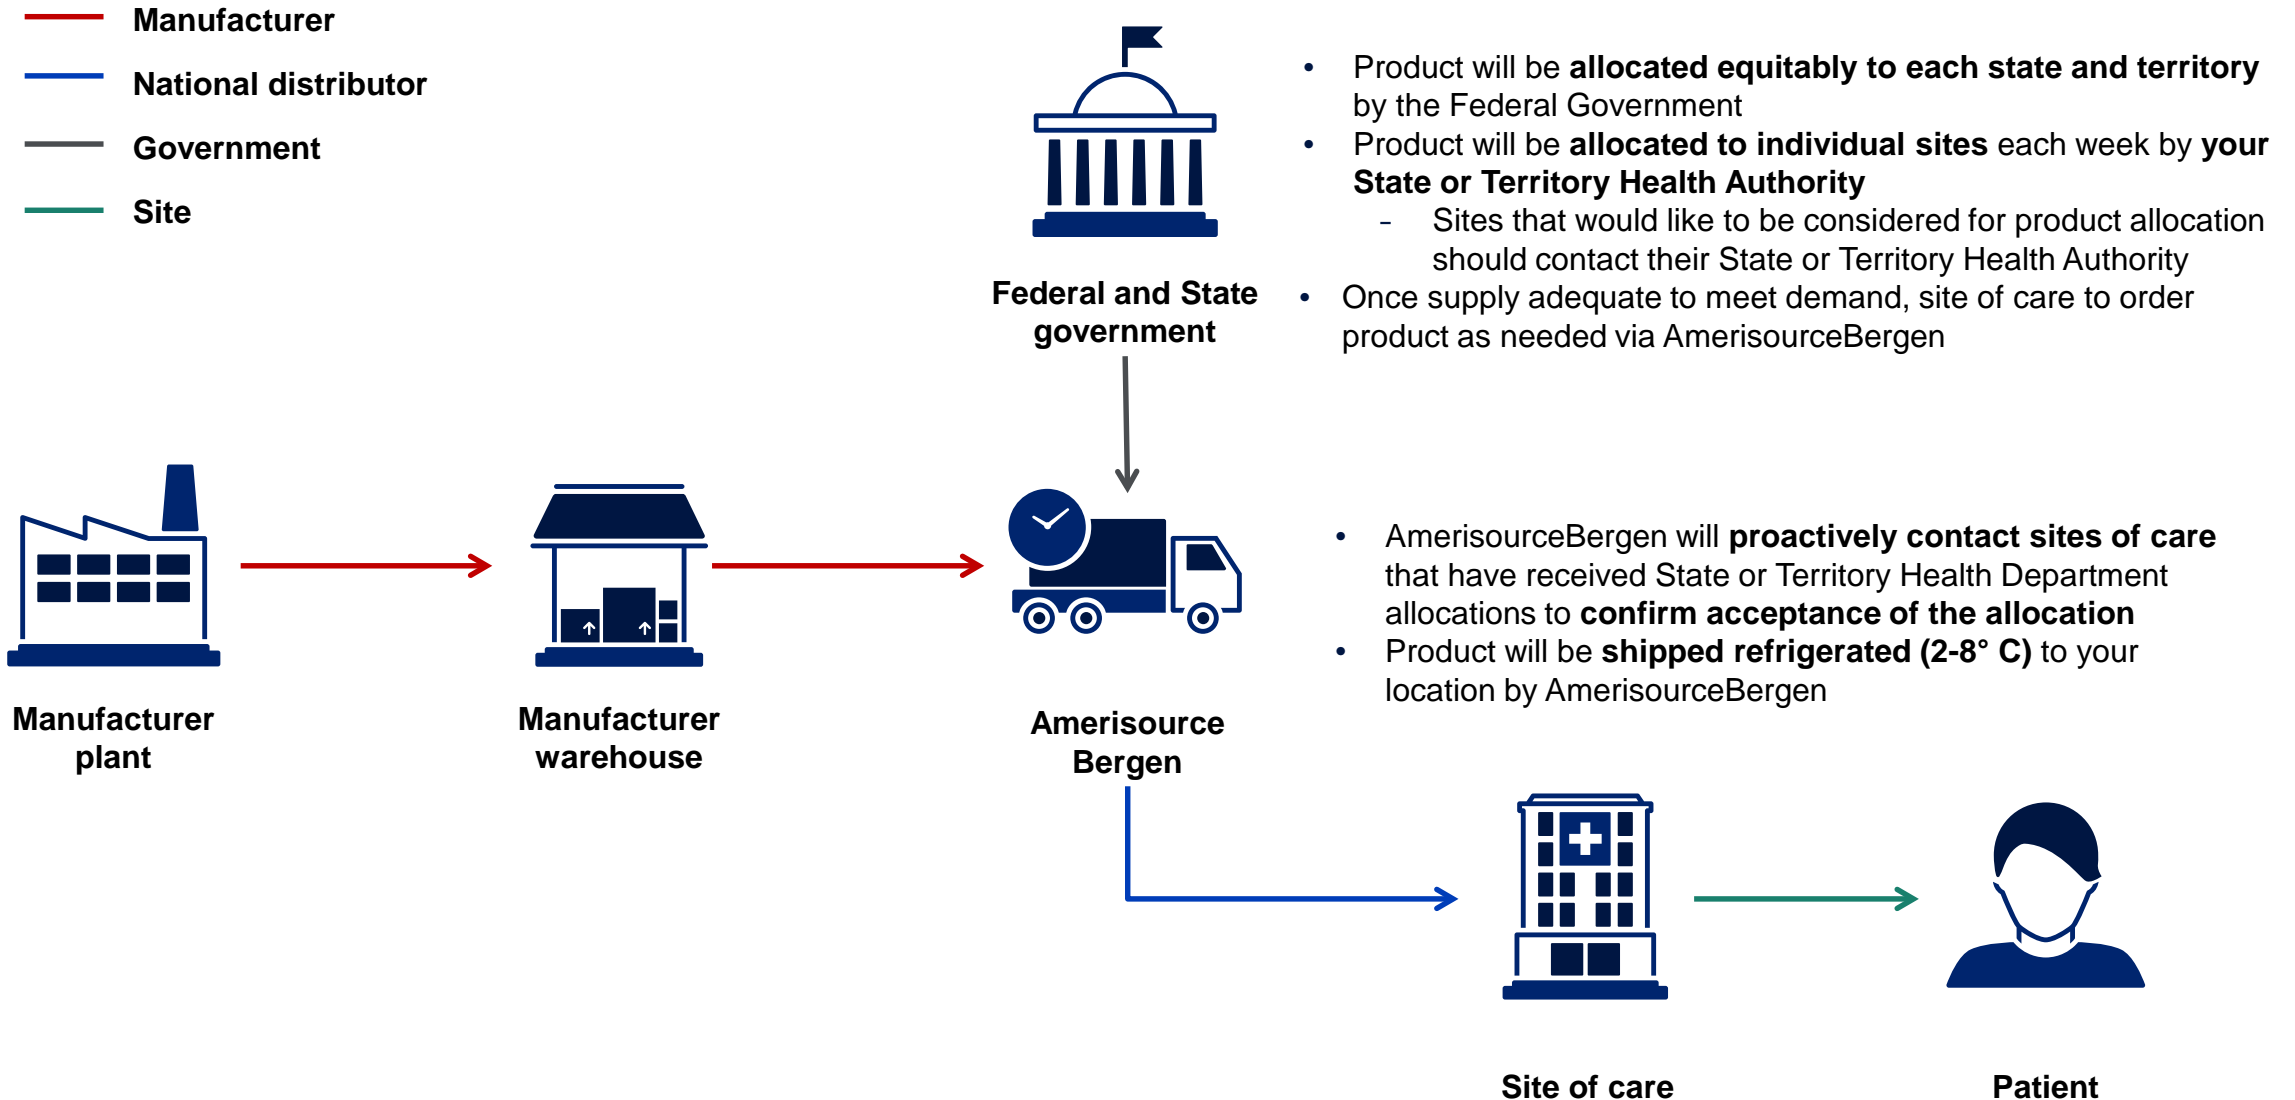 Manufacturer
National distributor
Government
Site
Federal and State
government
• Product will be allocated equitably to each state and territory
by the Federal Government
• Product will be allocated to individual sites each week by your
State or Territory Health Authority
- Sites that would like to be considered for product allocation
should contact their State or Territory Health Authority
• Once supply adequate to meet demand, site of care to order
product as needed via AmerisourceBergen
Manufacturer
plant
Manufacturer
warehouse
Amerisource
Bergen
• AmerisourceBergen will proactively contact sites of care
that have received State or Territory Health Department
allocations to confirm acceptance of the allocation
• Product will be shipped refrigerated (2-8° C) to your
location by AmerisourceBergen
Site of care
Patient